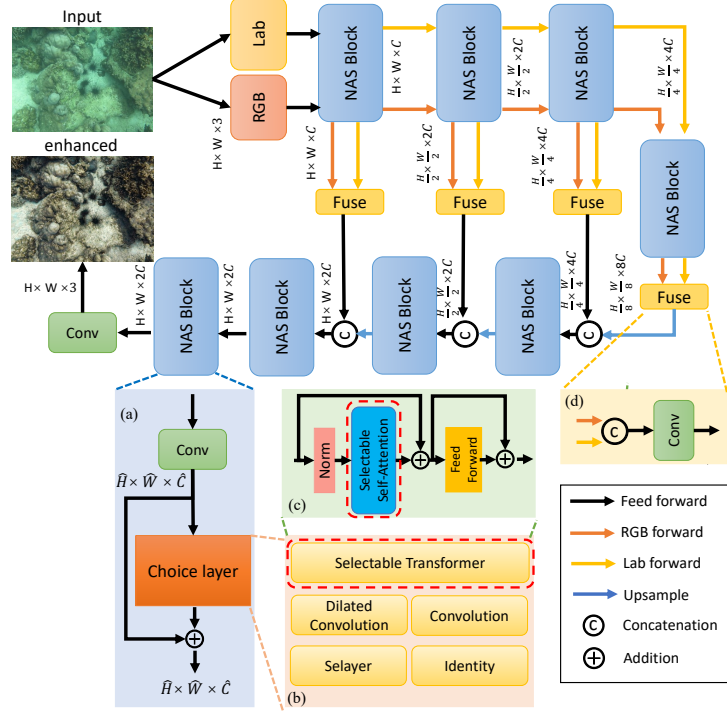 Input
enhanced
Lab
RGB
H × W ×3
NAS Block
H × W ×C
NAS Block
H/2 × W/2 ×2C
NAS Block
H/4 × W/4 ×4C
NAS Block
H × W ×C
H/2 × W/2 ×2C
H/4 × W/4 ×4C
Fuse
Fuse
Fuse
H/8 × W/8 ×8C
Fuse
H × W ×3
Conv
H × W ×2C
NAS Block
H × W ×2C
NAS Block
H × W ×2C
C
NAS Block
H/2 × W/2 ×2C
C
NAS Block
H/4 × W/4 ×4C
C
(a)
Conv
Ĥ× Ŵ × Ĉ
Choice layer
Ĥ× Ŵ × Ĉ
(c)
Norm
Selectable
Self-Attention
Feed
Forward
Selectable Transformer
Dilated
Convolution
Convolution
Selayer
Identity
(b)
(d)
C
Conv
Feed forward
RGB forward
Lab forward
Upsample
C Concatenation
+ Addition